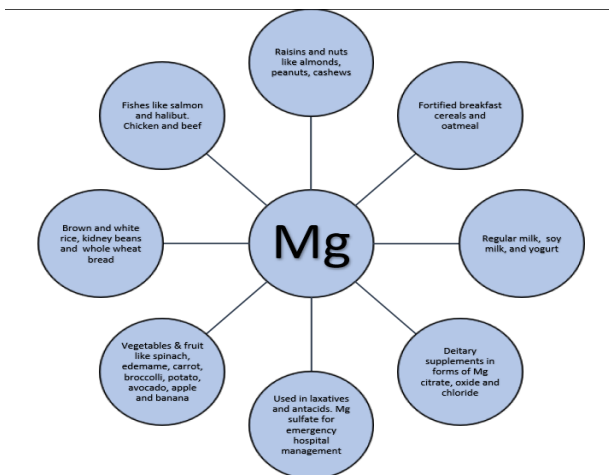 Raisins and nuts
like almonds,
peanuts, cashews
Fishes like salmon
and halibut.
Chicken and beef
Fortified breakfast
cereals and
oatmeal
Brown and white
rice, kidney beans
and whole wheat
bread
Mg
Regular milk, soy
milk, and yogurt
Vegetables & fruit
like spinach,
edemame, carrot,
broccolli, potato,
avocado, apple
and banana
Used in laxatives
and antacids. Mg
sulfate for
emergency
hospital
management
Deitary
supplements in
forms of Mg
citrate, oxide and
chloride